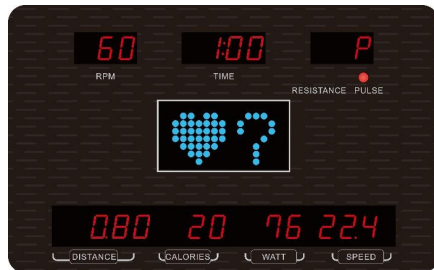 60 1:00 P
RPM TIME
RESISTANCE PULSE
?
0.80 20 76 22.4
DISTANCE CALORIES WATT SPEED